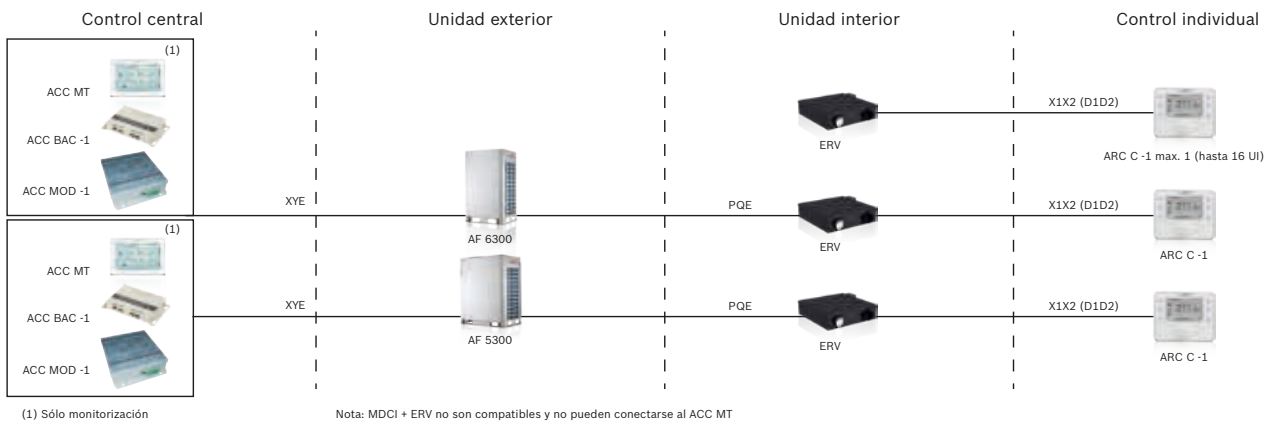 Control central
Unidad exterior
Unidad interior
Control individual
(1)
ACC MT
ACC BAC -1
ACC MOD -1
X1X2 (D1D2)
ERV
ARC C -1 max. 1 (hasta 16 UI)
XYE
AF 6300
PQE
ERV
X1X2 (D1D2)
ARC C -1
(1)
ACC MT
ACC BAC -1
ACC MOD -1
XYE
AF 5300
PQE
ERV
X1X2 (D1D2)
ARC C -1
(1) Sólo monitorización
Nota: MDCI + ERV no son compatibles y no pueden conectarse al ACC MT